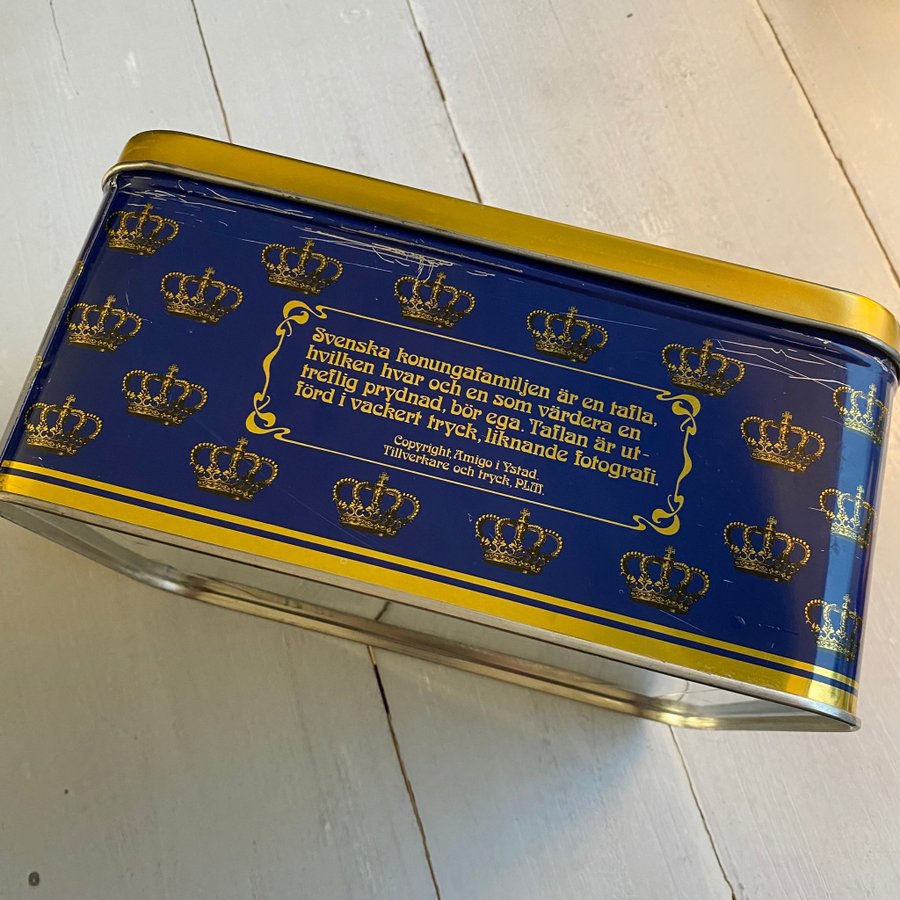 Svenska konungafamiljen är en tafla,
hvilken hvar och en som värdera en
treflig prydnad, bör ega. Taflan är ut-
förd i vackert tryck, liknande fotografi.
Copyright, Amigo i Ystad.
Tillverkare och tryck, PLM.